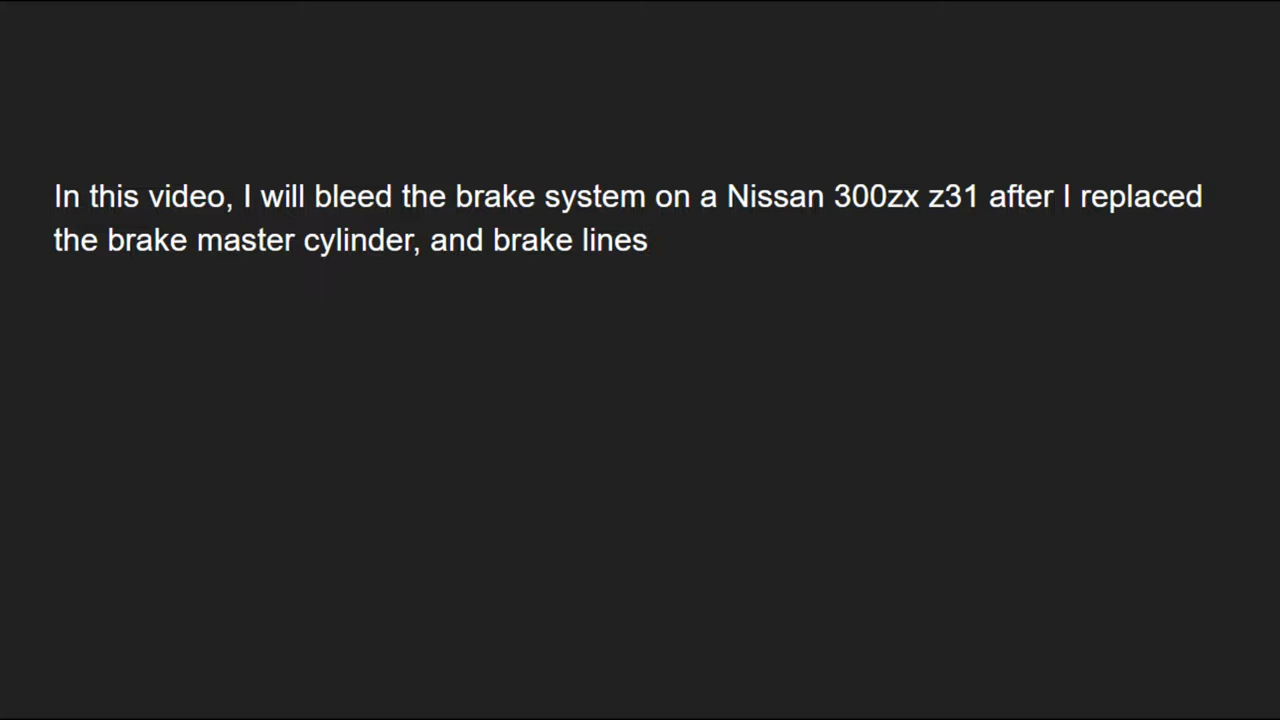 In this video, I will bleed the brake system on a Nissan 300zx z31 after I replaced
the brake master cylinder, and brake lines